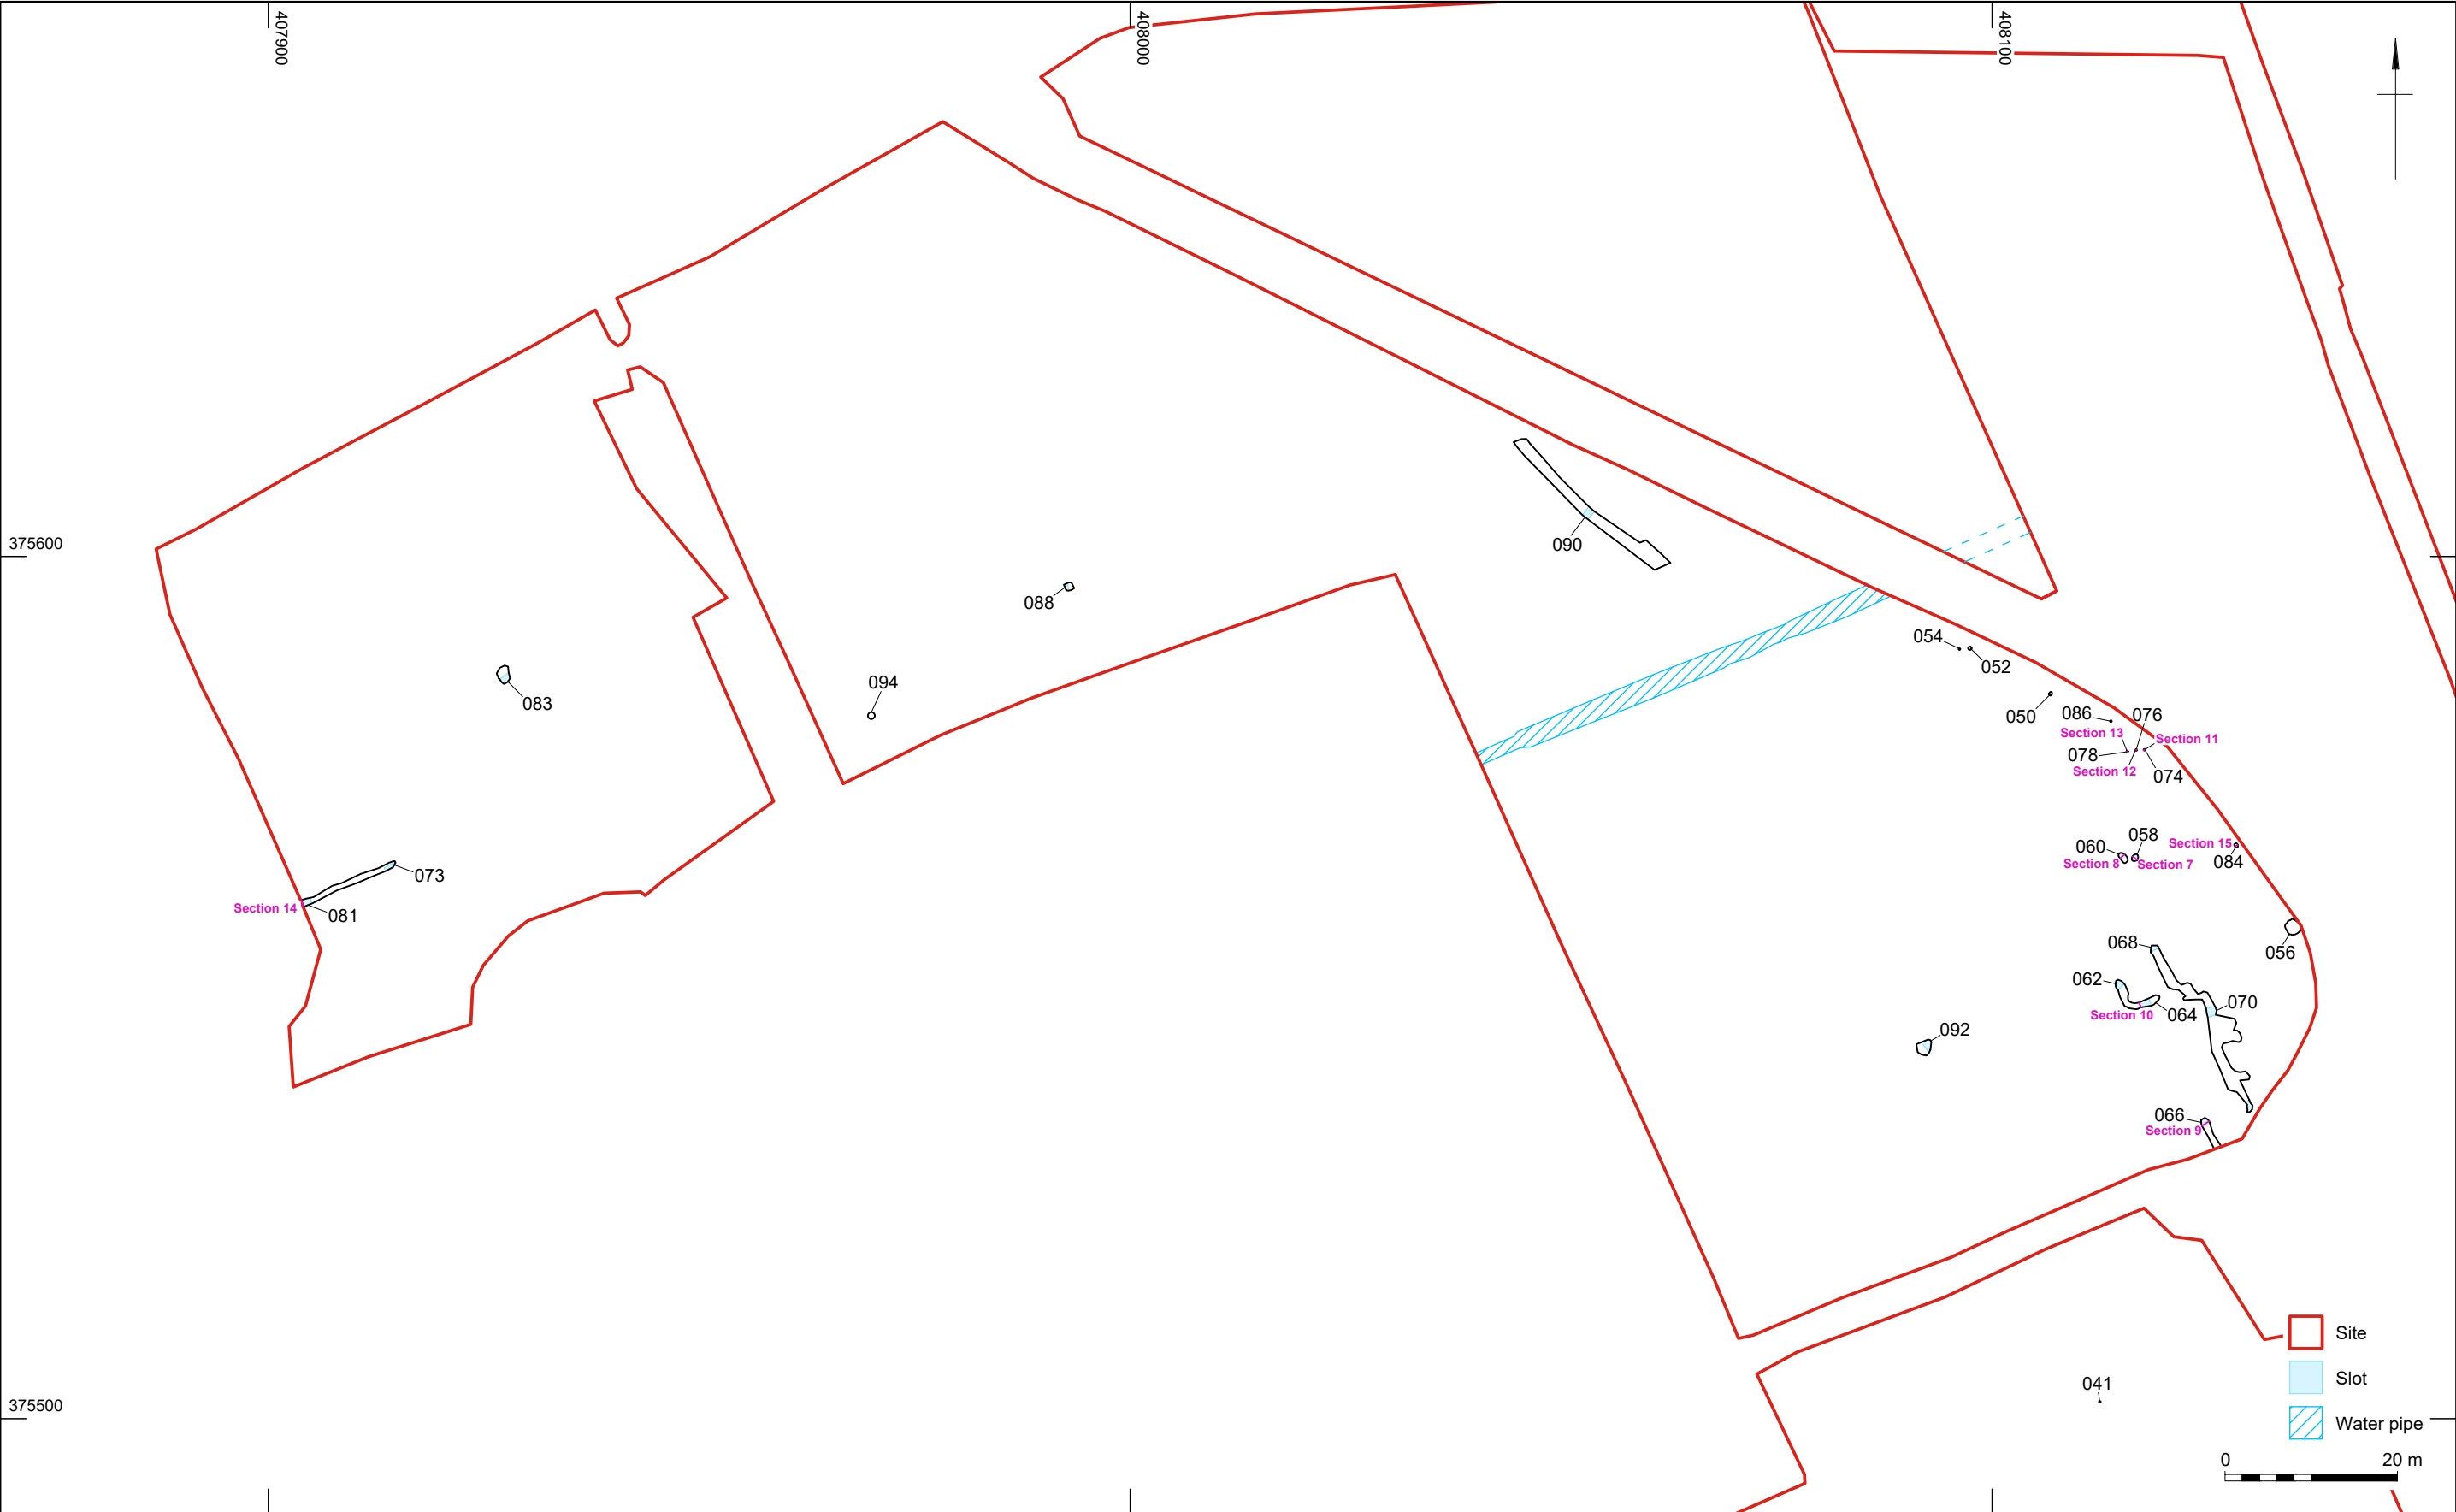 407900
408000
408100
375600
090
088
054
052
083
094
050
086
076
Section 13
Section 11
078
Section 12
074
058
060
Section 15
Section 8
Section 7
084
073
Section 14
081
068
056
062
070
Section 10
064
092
066
Section 9
Site
Slot
041
375500
Water pipe
0
20 m